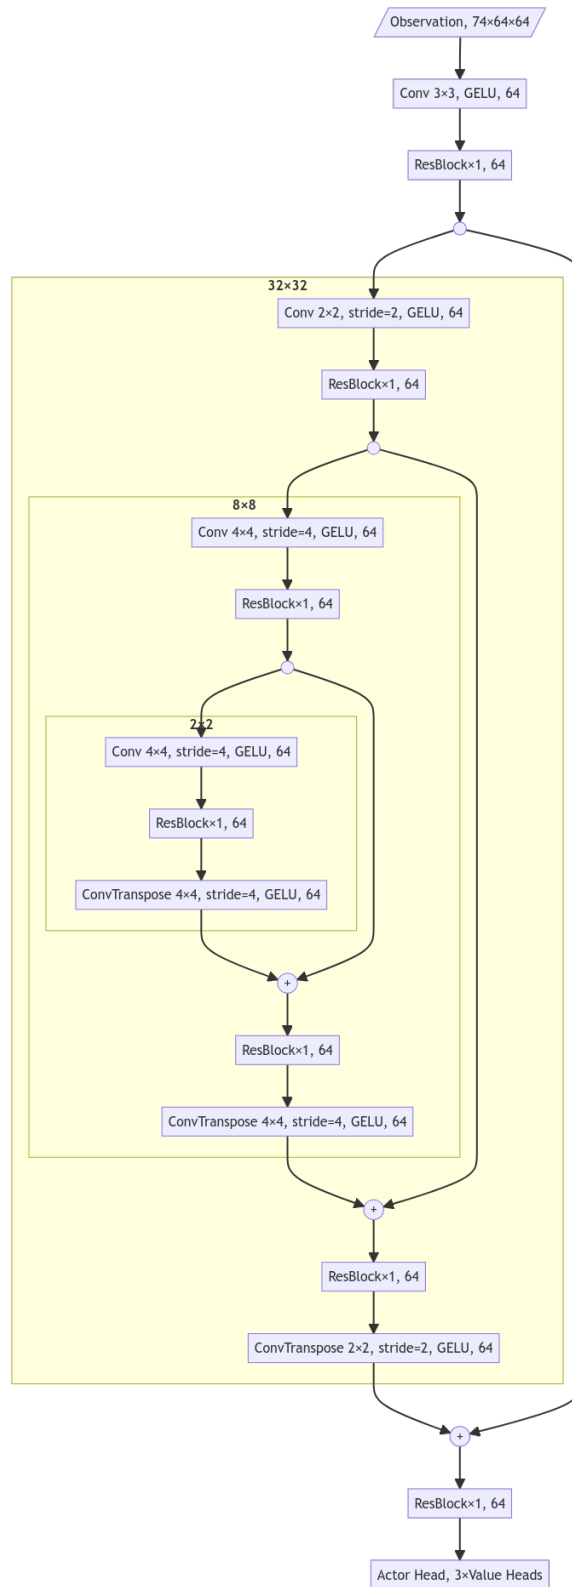 Observation, 74×64×64
Conv 3×3, GELU, 64
ResBlock×1, 64
32×32
Conv 2×2, stride=2, GELU, 64
ResBlock×1, 64
8×8
Conv 4×4, stride=4, GELU, 64
ResBlock×1, 64
2×2
Conv 4×4, stride=4, GELU, 64
ResBlock×1, 64
ConvTranspose 4×4, stride=4, GELU, 64
+
ResBlock×1, 64
ConvTranspose 4×4, stride=4, GELU, 64
+
ResBlock×1, 64
ConvTranspose 2×2, stride=2, GELU, 64
+
ResBlock×1, 64
Actor Head, 3×Value Heads